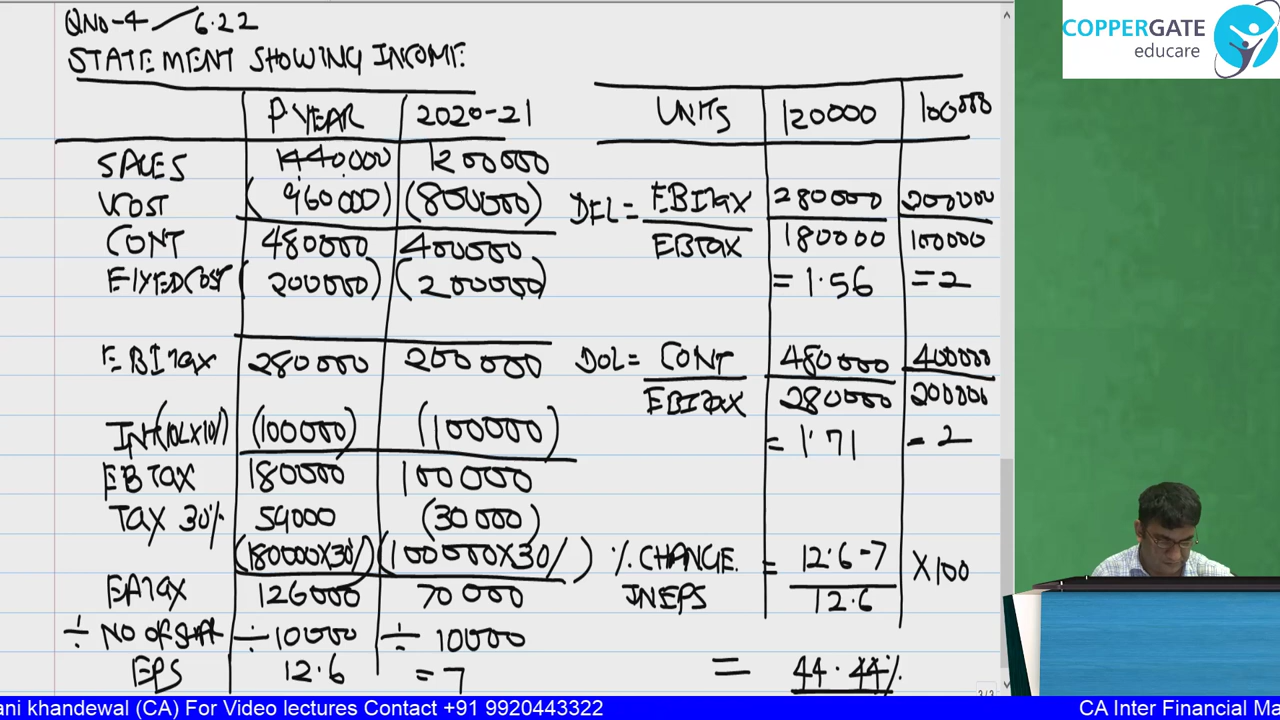 QNO-4 / 6.22
STATEMENT SHOWING INCOME
P YEAR 2020-21
SALES 1440000 1200000
VCOST (960000) (800000)
CONT 480000 400000
FIXEDCOST (200000) (200000)
EBITax 280000 200000
INT(10LX10%) (100000) (100000)
EBTAX 180000 100000
TAX 30% 54000 (30000)
(180000X30%) (100000X30%)
EATAX 126000 70000
÷ NO OF ÷ 10000 ÷ 10000
EPS 12.6 = 7
UNITS 120000 100000
DFL = EBITax 280000 200000
EBTAX 180000 100000
= 1.56 = 2
DOL = CONT 480000 400000
EBITax 280000 200000
= 1.71 = 2
% CHANGE = 12.6-7 X100
IN EPS 12.6
= 44.44%
COPPERGATE
educare
3/3
ani khandewal (CA) For Video lectures Contact +91 9920443322 CA Inter Financial Ma